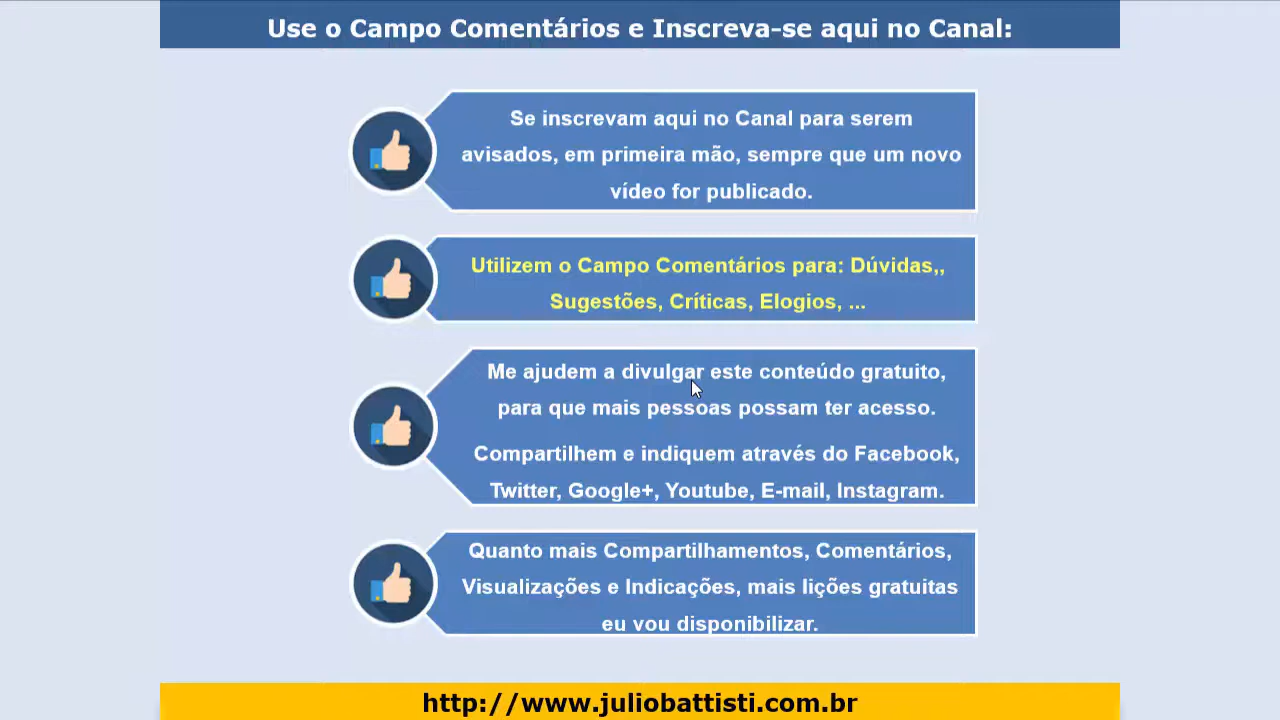 Use o Campo Comentários e Inscreva-se aqui no Canal:
Se inscrevam aqui no Canal para serem
avisados, em primeira mão, sempre que um novo
vídeo for publicado.
Utilizem o Campo Comentários para: Dúvidas,,
Sugestões, Críticas, Elogios, ...
Me ajudem a divulgar este conteúdo gratuito,
para que mais pessoas possam ter acesso.
Compartilhem e indiquem através do Facebook,
Twitter, Google+, Youtube, E-mail, Instagram.
Quanto mais Compartilhamentos, Comentários,
Visualizações e Indicações, mais lições gratuitas
eu vou disponibilizar.
http://www.juliobattisti.com.br